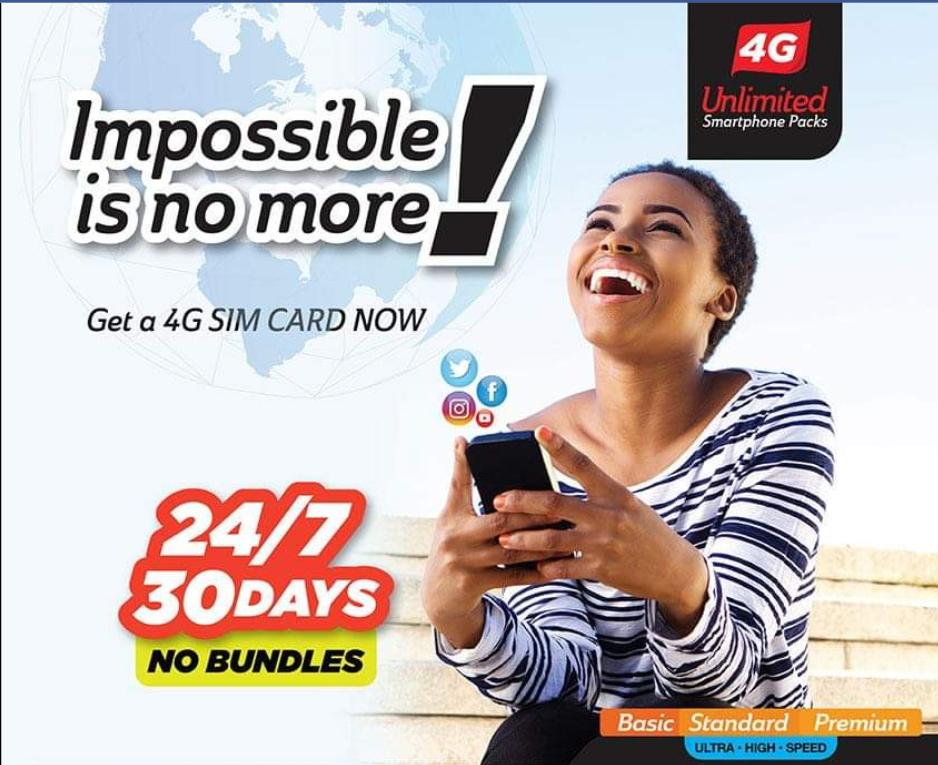 4G
Unlimited
Smartphone Packs
Impossible
is no more!
Get a 4G SIM CARD NOW
24/7
30DAYS
NO BUNDLES
Basic Standard Premium
ULTRA - HIGH - SPEED